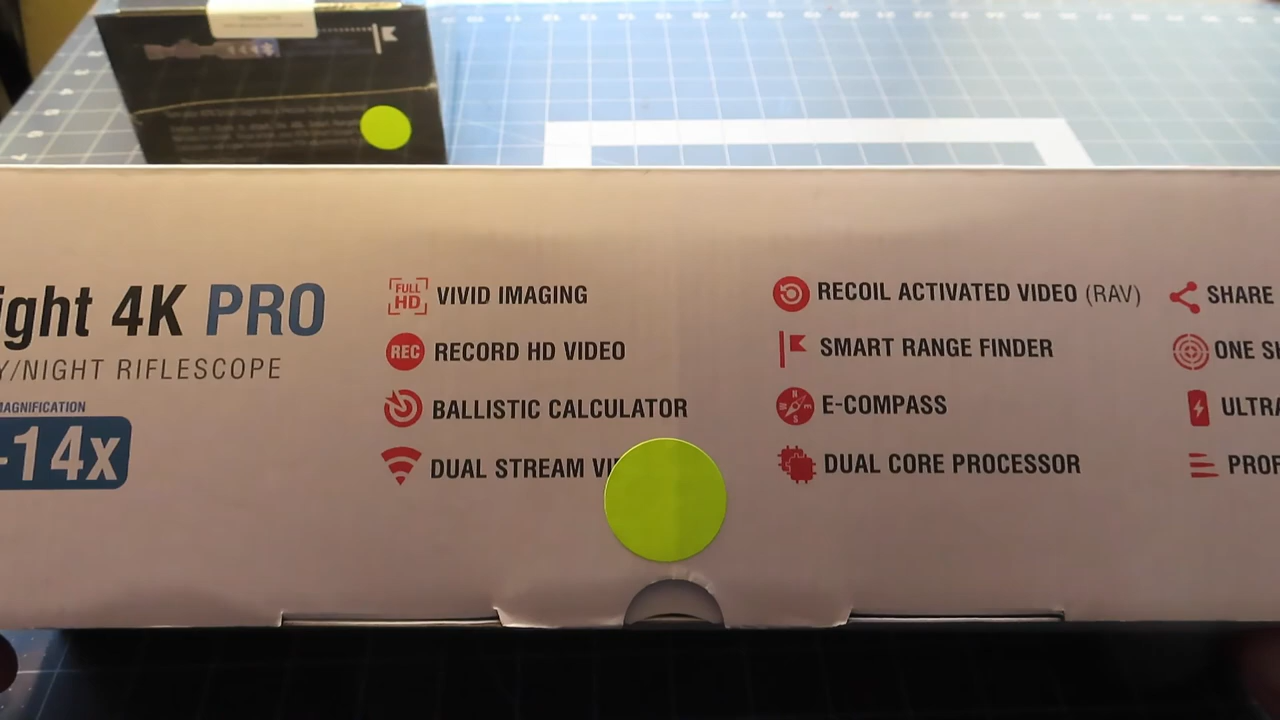 ight 4K PRO
Y/NIGHT RIFLESCOPE
MAGNIFICATION
-14x
FULL HD VIVID IMAGING
REC RECORD HD VIDEO
BALLISTIC CALCULATOR
DUAL STREAM VI
RECOIL ACTIVATED VIDEO (RAV)
SMART RANGE FINDER
N S E-COMPASS
DUAL CORE PROCESSOR
SHARE
ONE SH
ULTRA
PROF